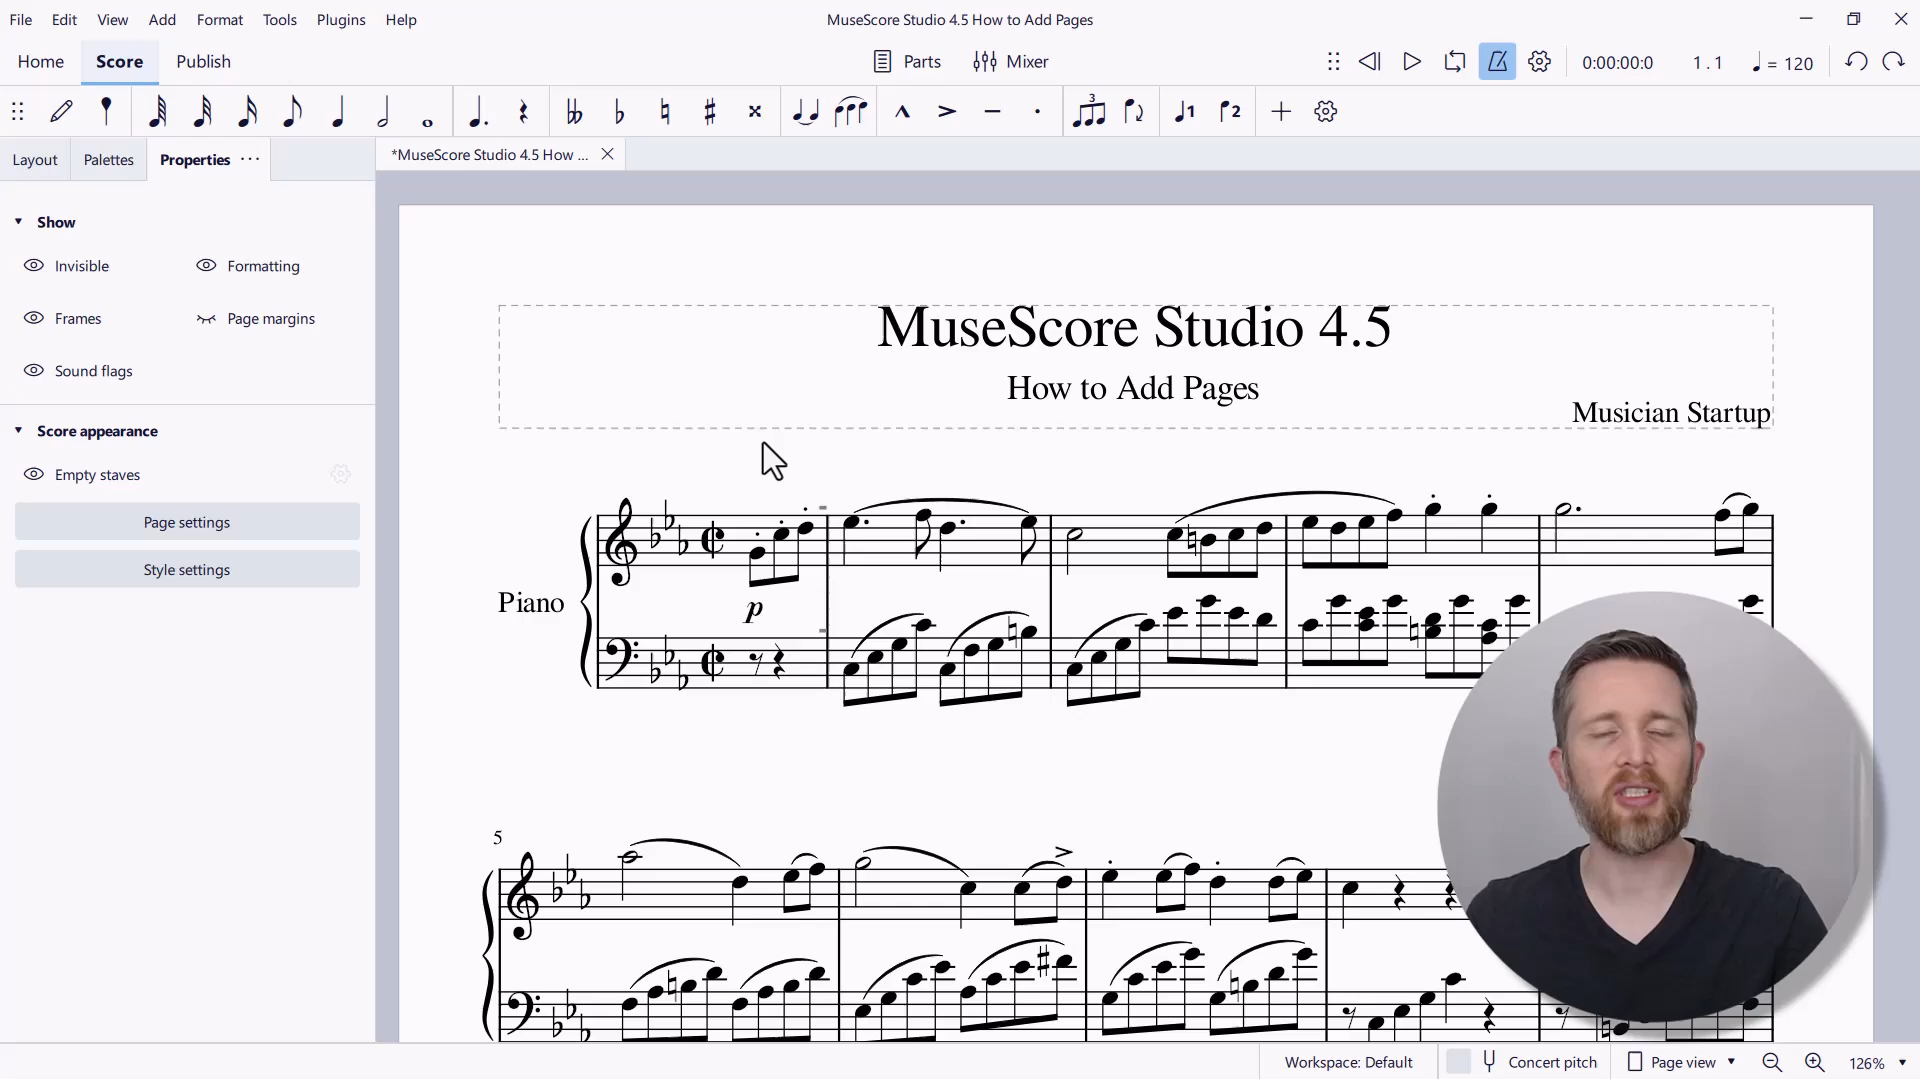 File Edit View Add Format Tools Plugins Help
MuseScore Studio 4.5 How to Add Pages
Home Score Publish
Parts Mixer
0:00:00:0 1 . 1 = 120
3
1 2
Layout Palettes Properties ···
*MuseScore Studio 4.5 How ...
Show
Invisible Formatting
Frames Page margins
Sound flags
Score appearance
Empty staves
Page settings
Style settings
MuseScore Studio 4.5
How to Add Pages
Musician Startup
Piano
p
5
Workspace: Default Concert pitch Page view 126%